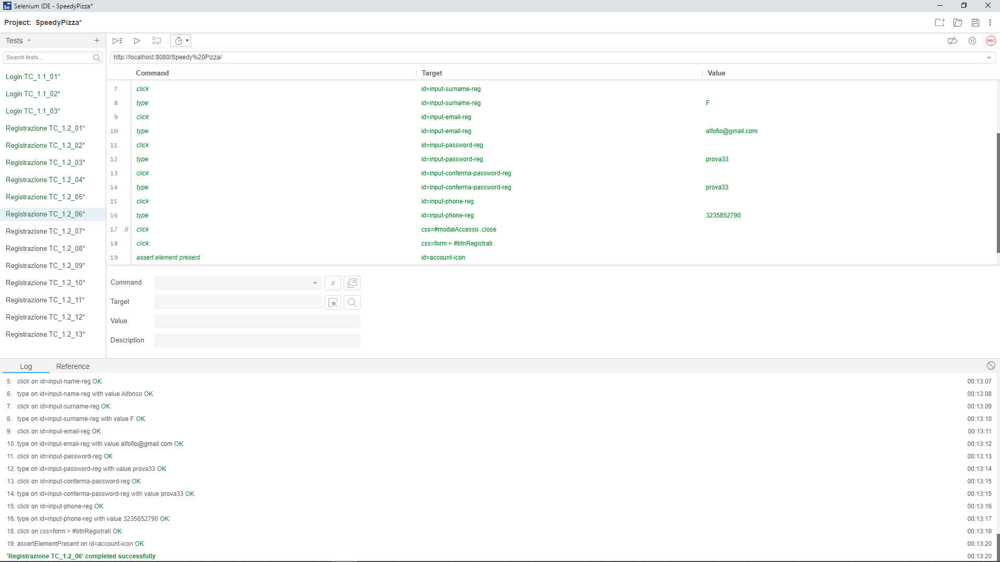 Selenium IDE - SpeedyPizza*
Project: SpeedyPizza*
Tests
Search tests...
Login TC_1.1_01*
Login TC_1.1_02*
Login TC_1.1_03*
Registrazione TC_1.2_01*
Registrazione TC_1.2_02*
Registrazione TC_1.2_03*
Registrazione TC_1.2_04*
Registrazione TC_1.2_05*
Registrazione TC_1.2_06*
Registrazione TC_1.2_07*
Registrazione TC_1.2_08*
Registrazione TC_1.2_09*
Registrazione TC_1.2_10*
Registrazione TC_1.2_11*
Registrazione TC_1.2_12*
Registrazione TC_1.2_13*
REC
http://localhost:8080/Speedy%20Pizza/
Command Target Value
7 click id=input-surname-reg
8 type id=input-surname-reg F
9 click id=input-email-reg
10 type id=input-email-reg alfofio@gmail.com
11 click id=input-password-reg
12 type id=input-password-reg prova33
13 click id=input-conferma-password-reg
14 type id=input-conferma-password-reg prova33
15 click id=input-phone-reg
16 type id=input-phone-reg 3235852790
17 // click css=#modalAccesso .close
18 click css=form > #btnRegistrati
19 assert element present id=account-icon
Command //
Target
Value
Description
Log Reference
5. click on id=input-name-reg OK 00:13:07
6. type on id=input-name-reg with value Alfonso OK 00:13:08
7. click on id=input-surname-reg OK 00:13:09
8. type on id=input-surname-reg with value F OK 00:13:10
9. click on id=input-email-reg OK 00:13:11
10. type on id=input-email-reg with value alfofio@gmail.com OK 00:13:12
11. click on id=input-password-reg OK 00:13:13
12. type on id=input-password-reg with value prova33 OK 00:13:14
13. click on id=input-conferma-password-reg OK 00:13:15
14. type on id=input-conferma-password-reg with value prova33 OK 00:13:15
15. click on id=input-phone-reg OK 00:13:16
16. type on id=input-phone-reg with value 3235852790 OK 00:13:17
18. click on css=form > #btnRegistrati OK 00:13:19
19. assertElementPresent on id=account-icon OK 00:13:20
'Registrazione TC_1.2_06' completed successfully 00:13:20